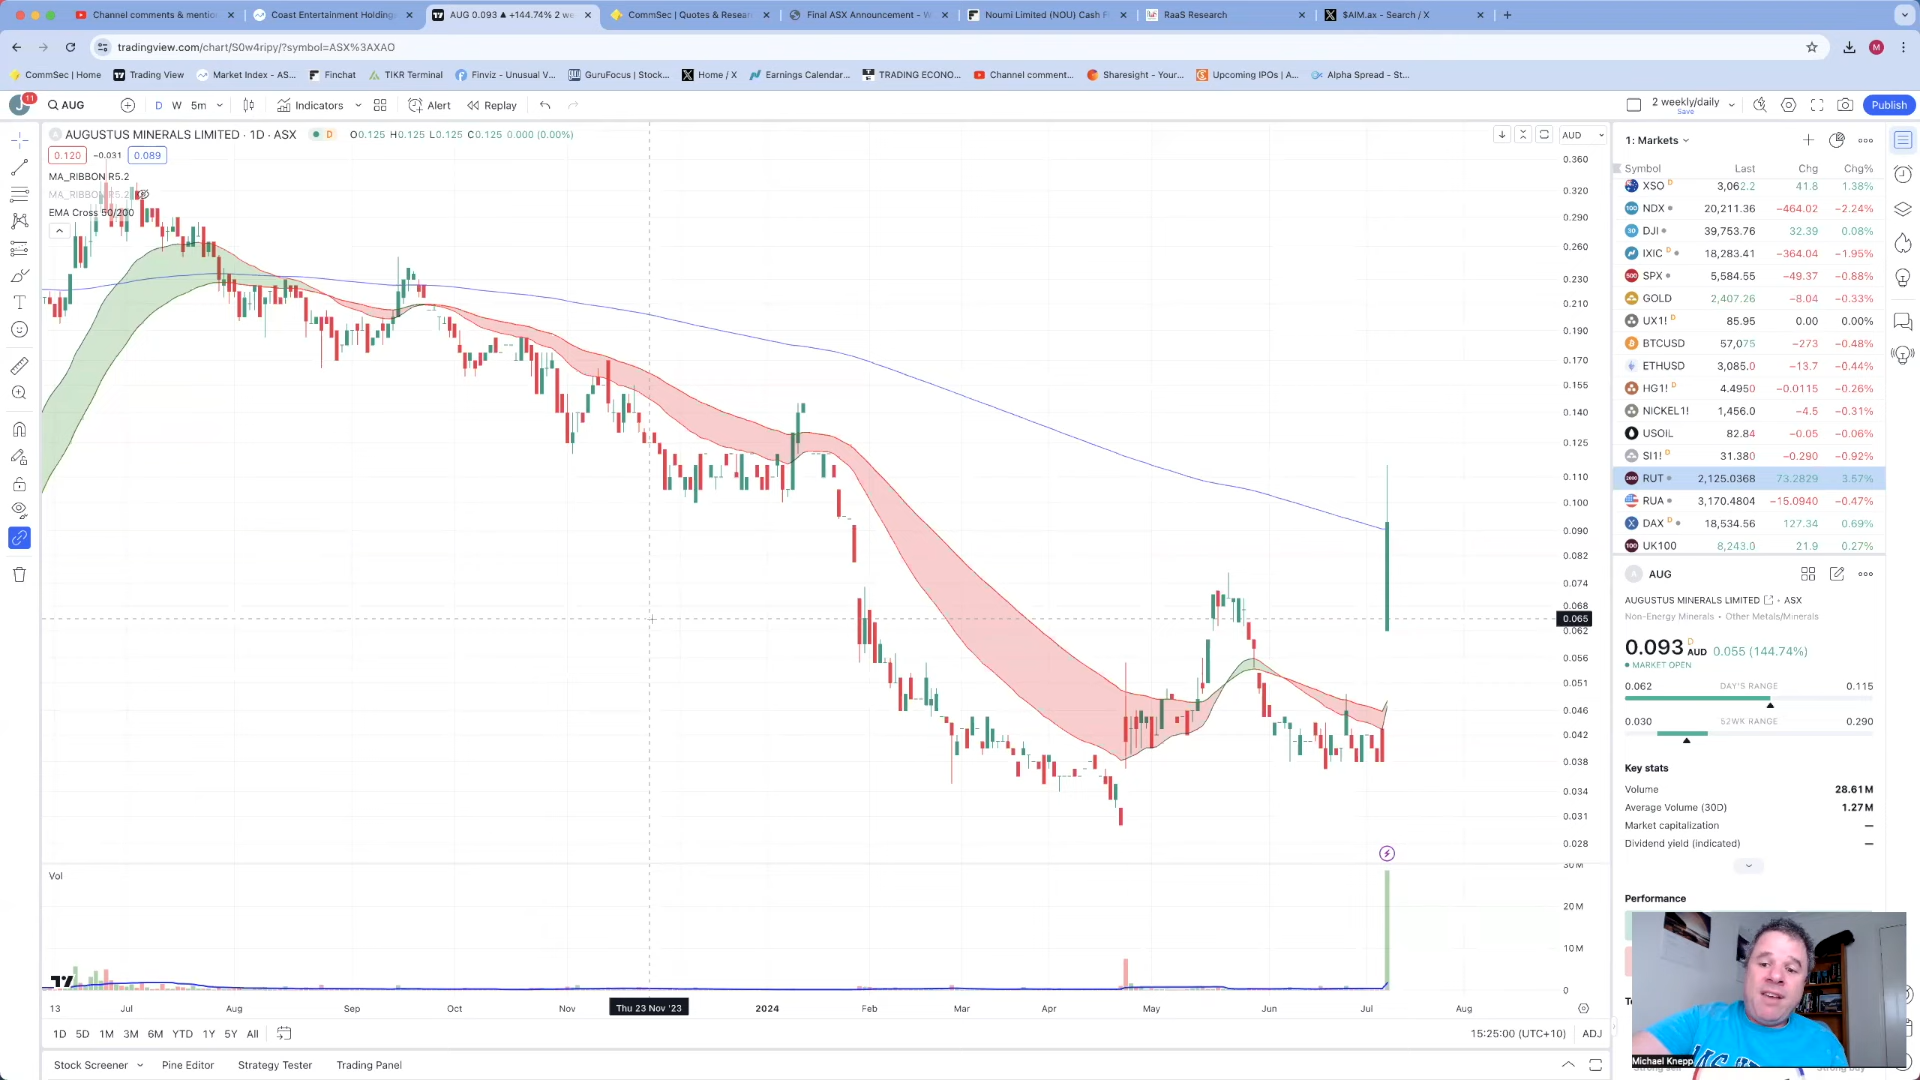 Channel comments & mentio
Coast Entertainment Holding
AUG 0.093 ▲ +144.74% 2 we
CommSec | Quotes & Resear
Final ASX Announcement - W
Noumi Limited (NOU) Cash F
RaaS Research
$AIM.ax - Search / X
tradingview.com/chart/S0w4ripy/?symbol=ASX%3AXAO
CommSec | Home
Trading View
Market Index - AS...
Finchat
TIKR Terminal
Finviz - Unusual V...
GuruFocus | Stock...
Home / X
Earnings Calendar...
TRADING ECONO...
Channel comment...
Sharesight - Your...
Upcoming IPOs | A...
Alpha Spread - St...
11
AUG
D W 5m
Indicators
Alert
Replay
2 weekly/daily
Save
Publish
AUGUSTUS MINERALS LIMITED · 1D · ASX
D
O0.125 H0.125 L0.125 C0.125 0.000 (0.00%)
0.120 −0.031 0.089
MA_RIBBON R5.2
MA_RIBBON R5.2
EMA Cross 50/200
AUD
0.360
0.320
0.290
0.260
0.230
0.210
0.190
0.170
0.155
0.140
0.125
0.110
0.100
0.090
0.082
0.074
0.068
0.065
0.062
0.056
0.051
0.046
0.042
0.038
0.034
0.031
0.028
Vol
30M
20M
10M
0
13 Jul Aug Sep Oct Nov Thu 23 Nov '23 2024 Feb Mar Apr May Jun Jul Aug
1D 5D 1M 3M 6M YTD 1Y 5Y All
15:25:00 (UTC+10) ADJ
Stock Screener
Pine Editor
Strategy Tester
Trading Panel
1: Markets
Symbol Last Chg Chg%
XSO D 3,062.2 41.8 1.38%
NDX 20,211.36 −464.02 −2.24%
DJI 39,753.76 32.39 0.08%
IXIC D 18,283.41 −364.04 −1.95%
SPX 5,584.55 −49.37 −0.88%
GOLD 2,407.26 −8.04 −0.33%
UX1! D 85.95 0.00 0.00%
BTCUSD 57,075 −273 −0.48%
ETHUSD 3,085.0 −13.7 −0.44%
HG1! D 4.4950 −0.0115 −0.26%
NICKEL1! 1,456.0 −4.5 −0.31%
USOIL 82.84 −0.05 −0.06%
SI1! D 31.380 −0.290 −0.92%
RUT 2,125.0368 73.2829 3.57%
RUA 3,170.4804 −15.0940 −0.47%
DAX D 18,534.56 127.34 0.69%
UK100 8,243.0 21.9 0.27%
AUG
AUGUSTUS MINERALS LIMITED · ASX
Non-Energy Minerals • Other Metals/Minerals
0.093 D AUD 0.055 (144.74%)
MARKET OPEN
0.062 DAY'S RANGE 0.115
0.030 52WK RANGE 0.290
Key stats
Volume 28.61M
Average Volume (30D) 1.27M
Market capitalization —
Dividend yield (indicated) —
Performance
Michael Knepp